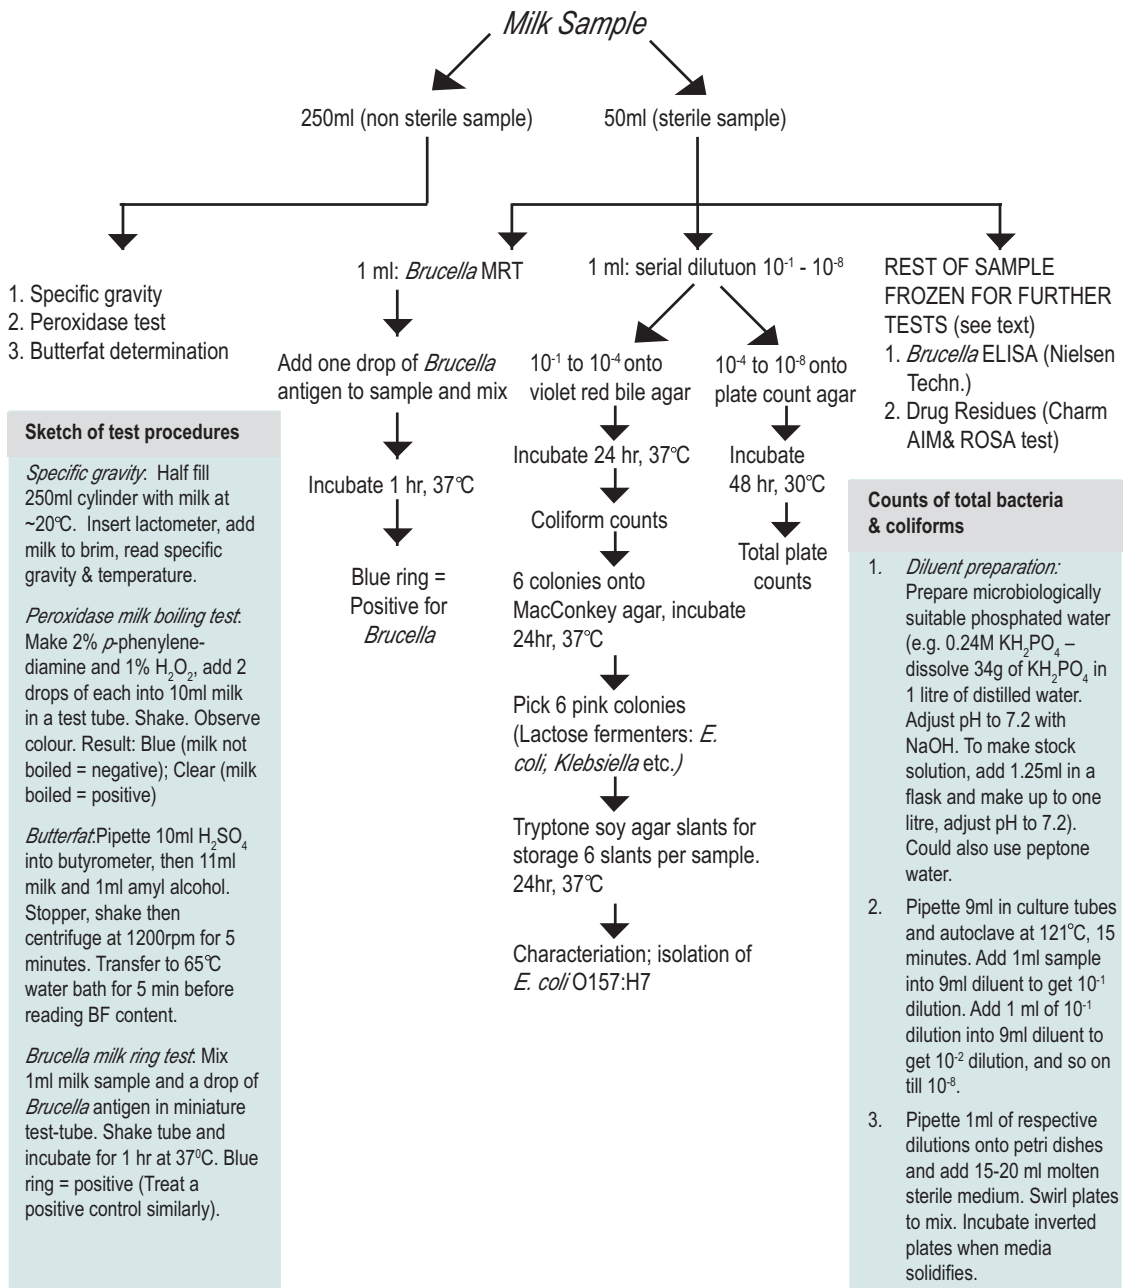 Milk Sample
250ml (non sterile sample)
50ml (sterile sample)
1. Specific gravity
2. Peroxidase test
3. Butterfat determination
1 ml: Brucella MRT
Add one drop of Brucella
antigen to sample and mix
Incubate 1 hr, 37°C
Blue ring =
Positive for
Brucella
1 ml: serial dilutuon 10⁻¹ - 10⁻⁸
10⁻¹ to 10⁻⁴ onto
violet red bile agar
Incubate 24 hr, 37°C
Coliform counts
6 colonies onto
MacConkey agar, incubate
24hr, 37°C
Pick 6 pink colonies
(Lactose fermenters: E.
coli, Klebsiella etc.)
Tryptone soy agar slants for
storage 6 slants per sample.
24hr, 37°C
Characteriation; isolation of
E. coli O157:H7
10⁻⁴ to 10⁻⁸ onto
plate count agar
Incubate
48 hr, 30°C
Total plate
counts
REST OF SAMPLE
FROZEN FOR FURTHER
TESTS (see text)
1. Brucella ELISA (Nielsen
Techn.)
2. Drug Residues (Charm
AIM& ROSA test)
Sketch of test procedures
Specific gravity: Half fill
250ml cylinder with milk at
~20°C. Insert lactometer, add
milk to brim, read specific
gravity & temperature.
Peroxidase milk boiling test:
Make 2% p-phenylene-
diamine and 1% H₂O₂, add 2
drops of each into 10ml milk
in a test tube. Shake. Observe
colour. Result: Blue (milk not
boiled = negative); Clear (milk
boiled = positive)
Butterfat:Pipette 10ml H₂SO₄
into butyrometer, then 11ml
milk and 1ml amyl alcohol.
Stopper, shake then
centrifuge at 1200rpm for 5
minutes. Transfer to 65°C
water bath for 5 min before
reading BF content.
Brucella milk ring test: Mix
1ml milk sample and a drop of
Brucella antigen in miniature
test-tube. Shake tube and
incubate for 1 hr at 37⁰C. Blue
ring = positive (Treat a
positive control similarly).
Counts of total bacteria
& coliforms
1. Diluent preparation:
Prepare microbiologically
suitable phosphated water
(e.g. 0.24M KH₂PO₄ –
dissolve 34g of KH₂PO₄ in
1 litre of distilled water.
Adjust pH to 7.2 with
NaOH. To make stock
solution, add 1.25ml in a
flask and make up to one
litre, adjust pH to 7.2).
Could also use peptone
water.
2. Pipette 9ml in culture tubes
and autoclave at 121°C, 15
minutes. Add 1ml sample
into 9ml diluent to get 10⁻¹
dilution. Add 1 ml of 10⁻¹
dilution into 9ml diluent to
get 10⁻² dilution, and so on
till 10⁻⁸.
3. Pipette 1ml of respective
dilutions onto petri dishes
and add 15-20 ml molten
sterile medium. Swirl plates
to mix. Incubate inverted
plates when media
solidifies.